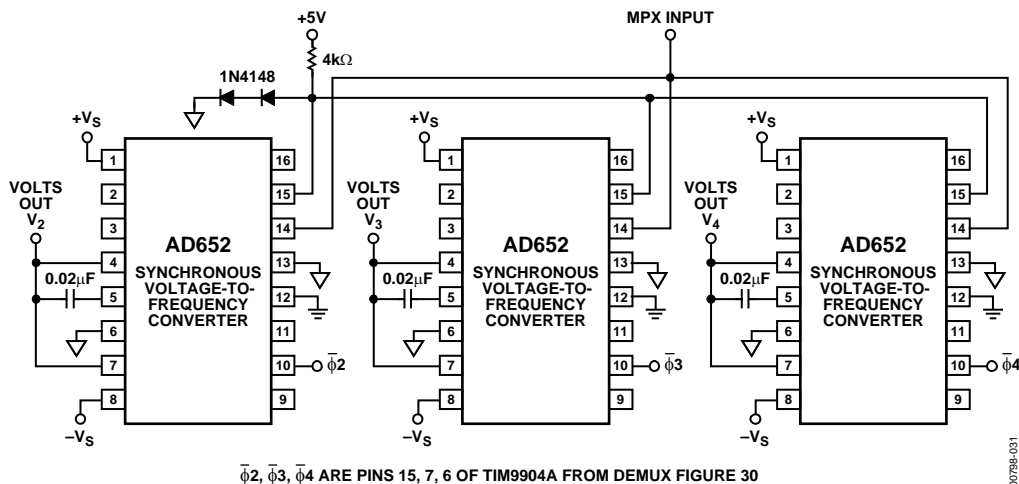 +5V
MPX INPUT
4kΩ
1N4148
+VS
1
2
3
4
5
6
7
8
16
15
14
13
12
11
10
9
VOLTS
OUT
V2
0.02µF
–VS
AD652
SYNCHRONOUS
VOLTAGE-TO-
FREQUENCY
CONVERTER
ϕ̅2
+VS
1
2
3
4
5
6
7
8
16
15
14
13
12
11
10
9
VOLTS
OUT
V3
0.02µF
–VS
AD652
SYNCHRONOUS
VOLTAGE-TO-
FREQUENCY
CONVERTER
ϕ̅3
+VS
1
2
3
4
5
6
7
8
16
15
14
13
12
11
10
9
VOLTS
OUT
V4
0.02µF
–VS
AD652
SYNCHRONOUS
VOLTAGE-TO-
FREQUENCY
CONVERTER
ϕ̅4
ϕ̅2, ϕ̅3, ϕ̅4 ARE PINS 15, 7, 6 OF TIM9904A FROM DEMUX FIGURE 30
00798-031